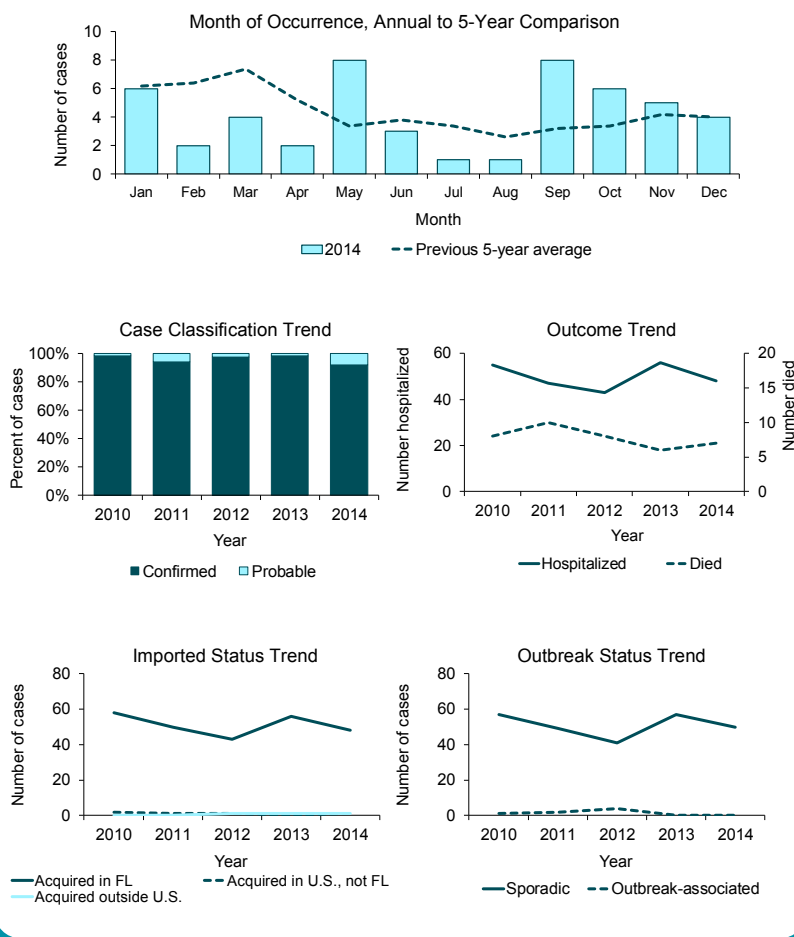 Month of Occurrence, Annual to 5-Year Comparison
Number of cases
10
8
6
4
2
0
Jan Feb Mar Apr May Jun Jul Aug Sep Oct Nov Dec
Month
2014 Previous 5-year average
Case Classification Trend
Percent of cases
100%
80%
60%
40%
20%
0%
2010 2011 2012 2013 2014
Year
Confirmed Probable
Outcome Trend
Number hospitalized
60
40
20
0
Number died
20
15
10
5
0
2010 2011 2012 2013 2014
Year
Hospitalized Died
Imported Status Trend
Number of cases
80
60
40
20
0
2010 2011 2012 2013 2014
Year
Acquired in FL Acquired in U.S., not FL
Acquired outside U.S.
Outbreak Status Trend
Number of cases
80
60
40
20
0
2010 2011 2012 2013 2014
Year
Sporadic Outbreak-associated